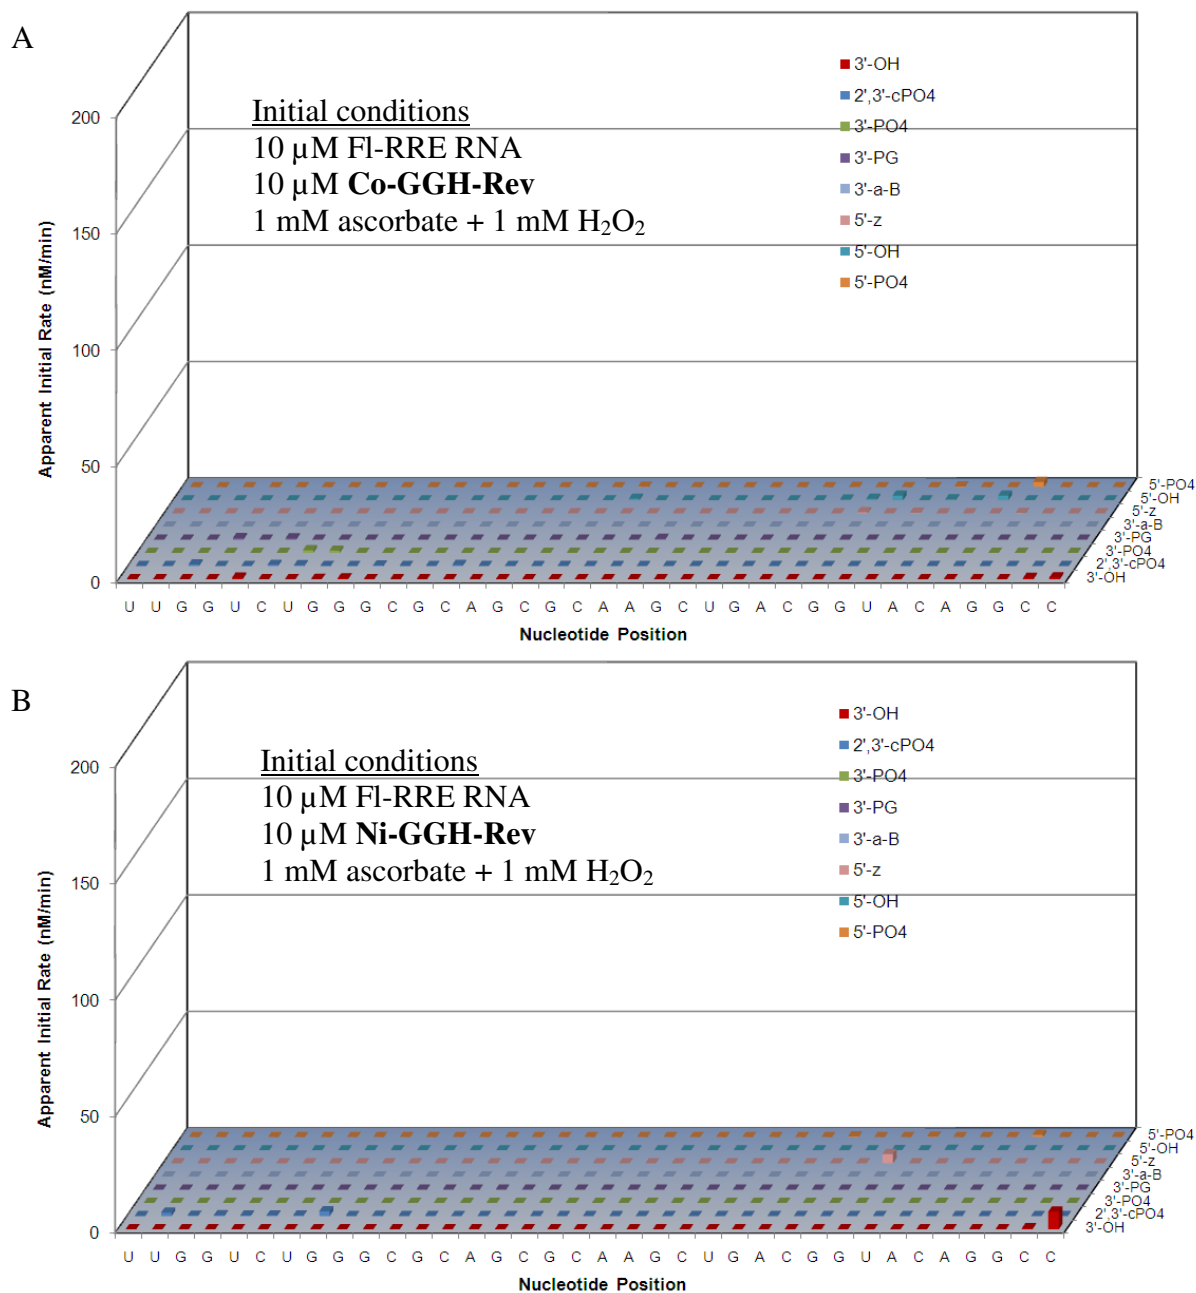 A
200
150
100
50
0
Apparent Initial Rate (nM/min)
Initial conditions
10 µM Fl-RRE RNA
10 µM Co-GGH-Rev
1 mM ascorbate + 1 mM H₂O₂
3'-OH
2',3'-cPO4
3'-PO4
3'-PG
3'-a-B
5'-z
5'-OH
5'-PO4
5'-PO4
5'-OH
5'-z
3'-a-B
3'-PG
3'-PO4
2',3'-cPO4
3'-OH
U U G G U C U G G G C G C A G C G C A A G C U G A C G G U A C A G G C C
Nucleotide Position
B
200
150
100
50
0
Apparent Initial Rate (nM/min)
Initial conditions
10 µM Fl-RRE RNA
10 µM Ni-GGH-Rev
1 mM ascorbate + 1 mM H₂O₂
3'-OH
2',3'-cPO4
3'-PO4
3'-PG
3'-a-B
5'-z
5'-OH
5'-PO4
5'-PO4
5'-OH
5'-z
3'-a-B
3'-PG
3'-PO4
2',3'-cPO4
3'-OH
U U G G U C U G G G C G C A G C G C A A G C U G A C G G U A C A G G C C
Nucleotide Position